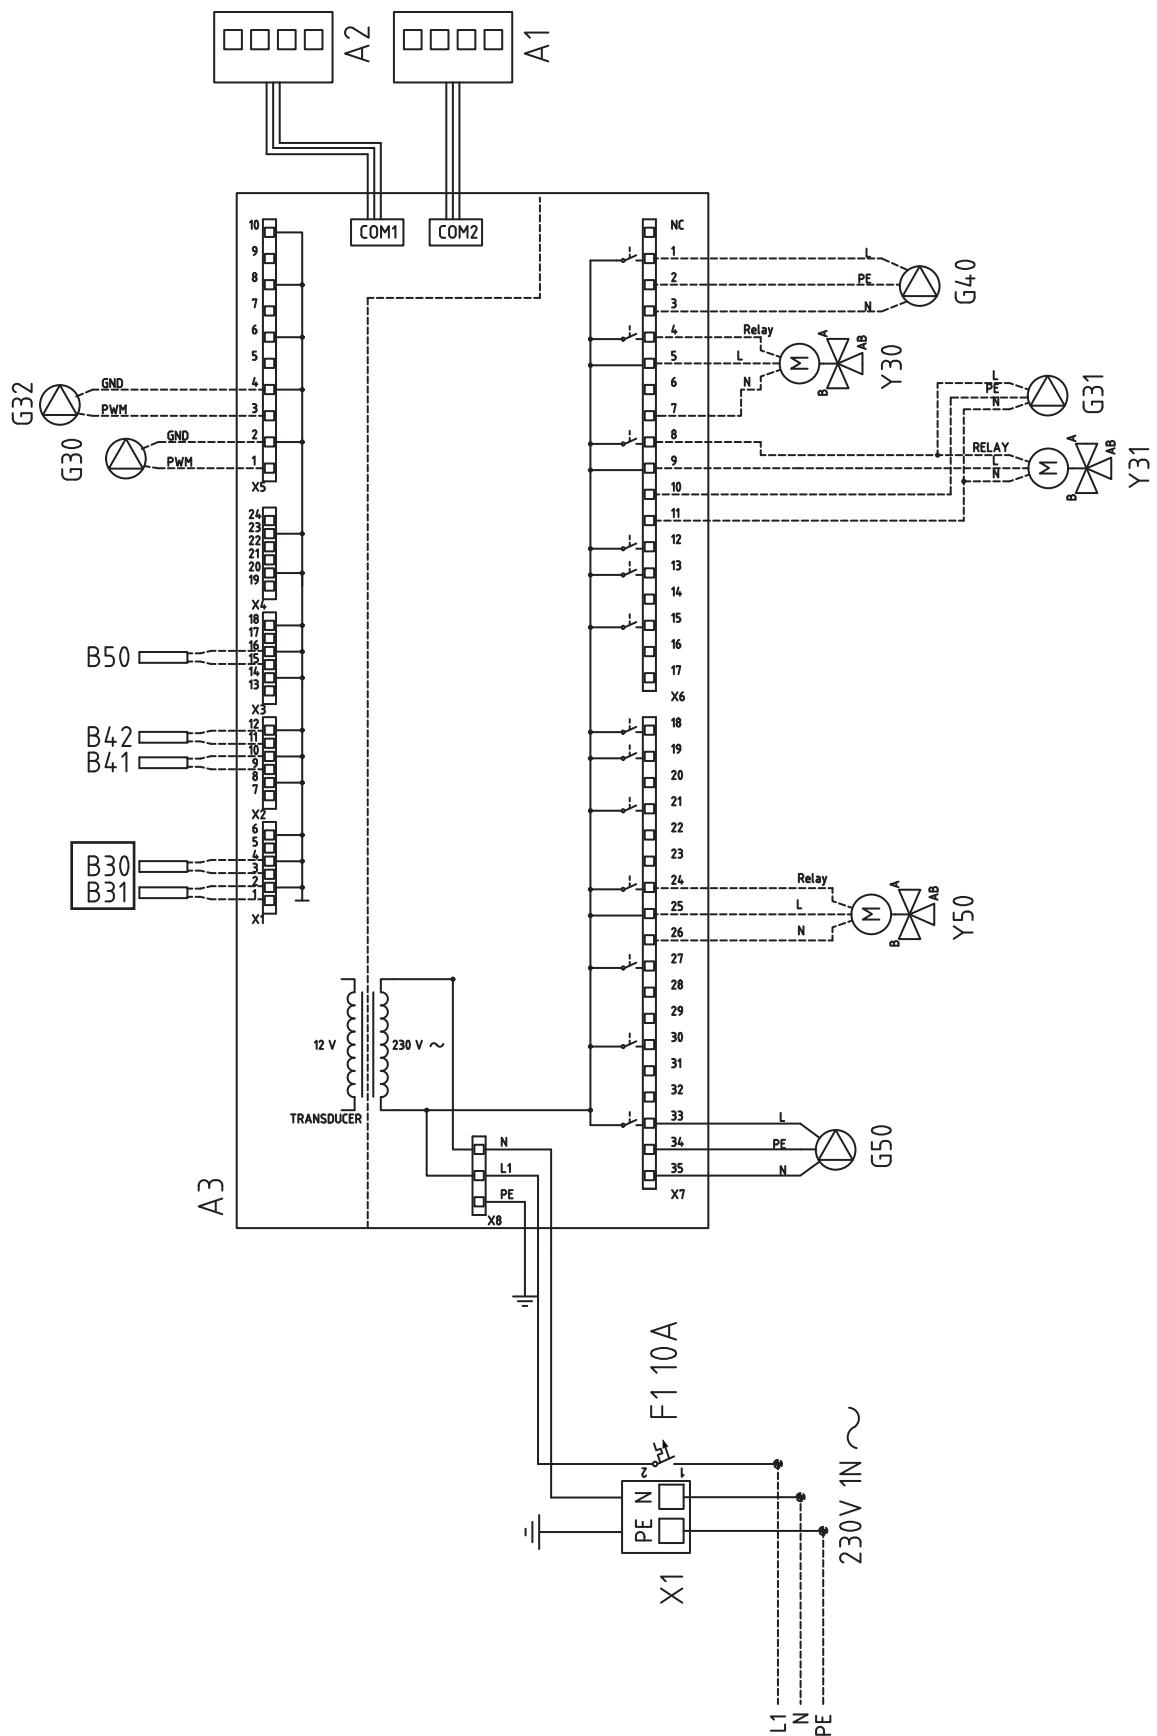 A2
A1
COM1
COM2
10
9
8
7
6
5
4
3
2
1
X5
G32
GND
PWM
G30
GND
PWM
24
23
22
21
20
19
X4
18
17
16
15
14
13
X3
B50
12
11
10
9
8
7
X2
B42
B41
6
5
4
3
2
1
X1
B30
B31
NC
1
2
3
4
5
6
7
8
9
10
11
12
13
14
15
16
17
X6
L
PE
N
G40
Relay
L
N
M
A
AB
B
Y30
L
PE
N
G31
RELAY
L
N
M
A
AB
B
Y31
18
19
20
21
22
23
24
25
26
27
28
29
30
31
32
33
34
35
X7
Relay
L
N
M
A
AB
B
Y50
L
PE
N
G50
12 V
230 V ~
TRANSDUCER
A3
N
L1
PE
X8
F1 10A
2
1
N
PE
X1
230V 1N ~
L1
N
PE